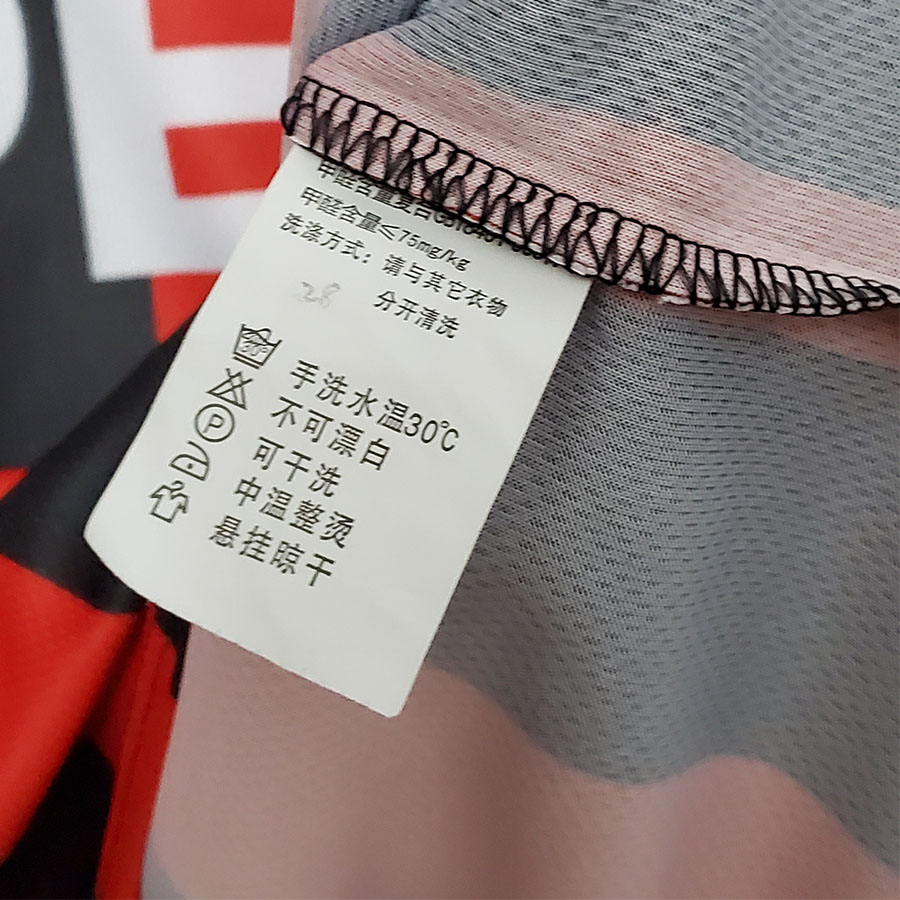 甲醛含量≤75mg/kg
洗涤方式：请与其它衣物
分开清洗
28
30°
手洗水温30℃
不可漂白
P
可干洗
中温整烫
悬挂晾干